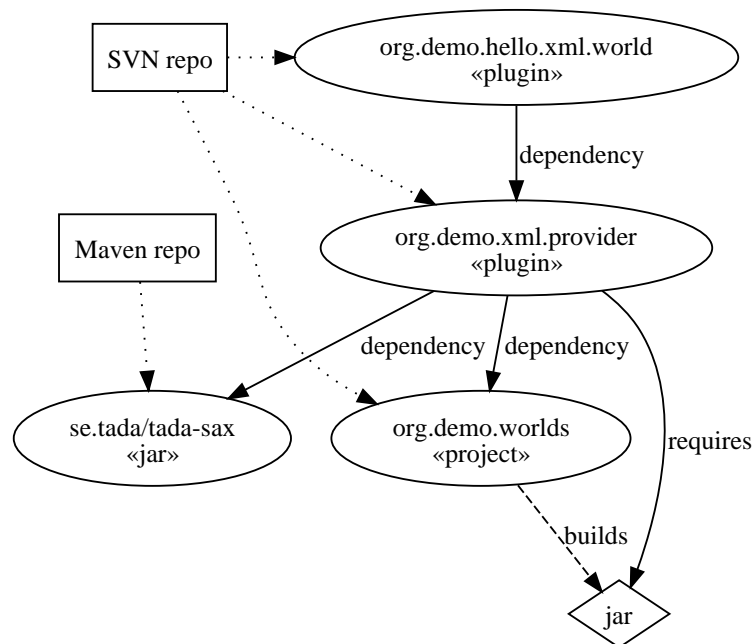 SVN repo
org.demo.hello.xml.world
«plugin»
dependency
Maven repo
org.demo.xml.provider
«plugin»
dependency
dependency
requires
se.tada/tada-sax
«jar»
org.demo.worlds
«project»
builds
jar